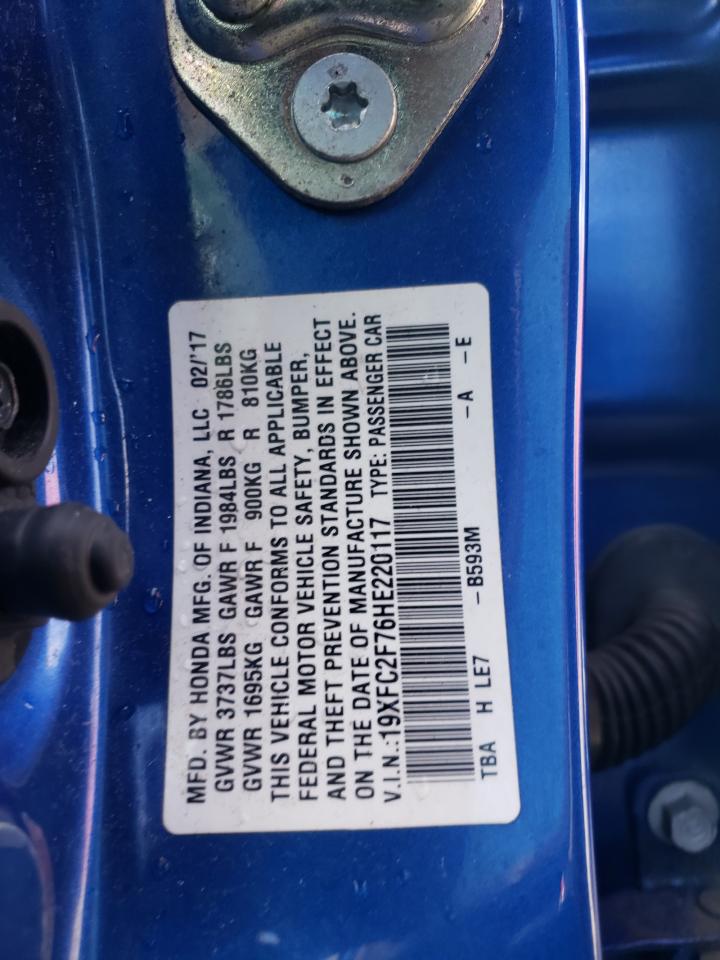 MFD. BY HONDA MFG. OF INDIANA, LLC 02/'17
GVWR 3737LBS GAWR F 1984LBS R 1786LBS
GVWR 1695KG GAWR F 900KG R 810KG
THIS VEHICLE CONFORMS TO ALL APPLICABLE
FEDERAL MOTOR VEHICLE SAFETY, BUMPER,
AND THEFT PREVENTION STANDARDS IN EFFECT
ON THE DATE OF MANUFACTURE SHOWN ABOVE.
V.I.N.:19XFC2F76HE220117 TYPE: PASSENGER CAR
TBA H LE7 -B593M -A -E